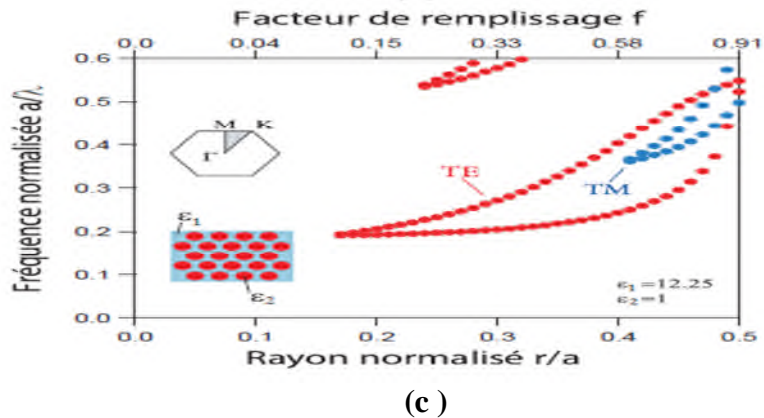 Facteur de remplissage f
0.0 0.04 0.15 0.33 0.58 0.91
Fréquence normalisée a/λ
0.6
0.5
0.4
0.3
0.2
0.1
0.0
M K
Γ
TE
TM
ε1
ε2
ε1 =12.25
ε2=1
0.0 0.1 0.2 0.3 0.4 0.5
Rayon normalisé r/a
(c )